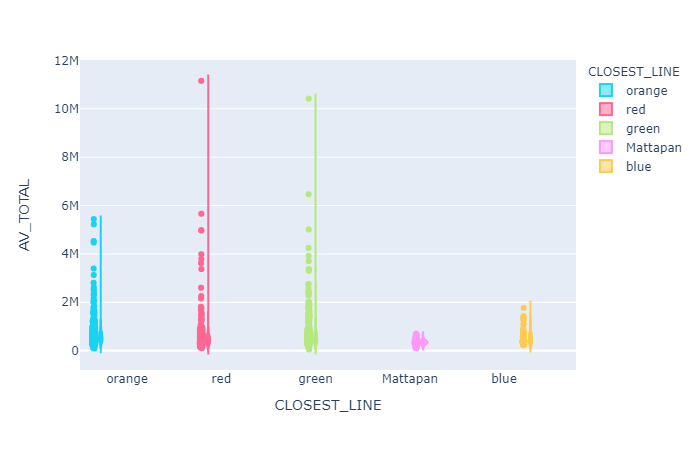 12M
10M
8M
6M
4M
2M
0
AV_TOTAL
orange
red
green
Mattapan
blue
CLOSEST_LINE
CLOSEST_LINE
orange
red
green
Mattapan
blue